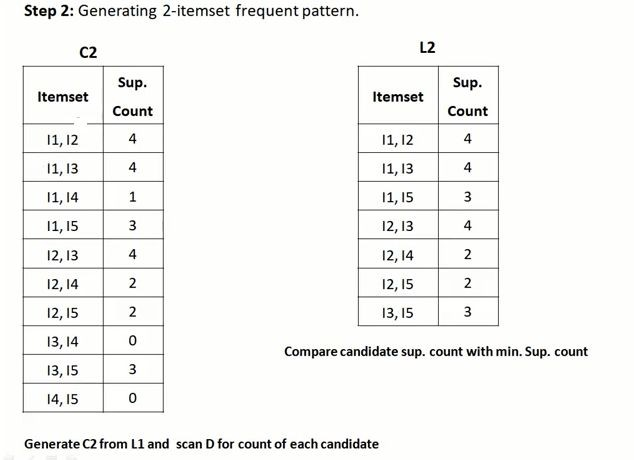 Step 2: Generating 2-itemset frequent pattern.
C2
Itemset Sup. Count
I1, I2 4
I1, I3 4
I1, I4 1
I1, I5 3
I2, I3 4
I2, I4 2
I2, I5 2
I3, I4 0
I3, I5 3
I4, I5 0
L2
Itemset Sup. Count
I1, I2 4
I1, I3 4
I1, I5 3
I2, I3 4
I2, I4 2
I2, I5 2
I3, I5 3
Compare candidate sup. count with min. Sup. count
Generate C2 from L1 and scan D for count of each candidate